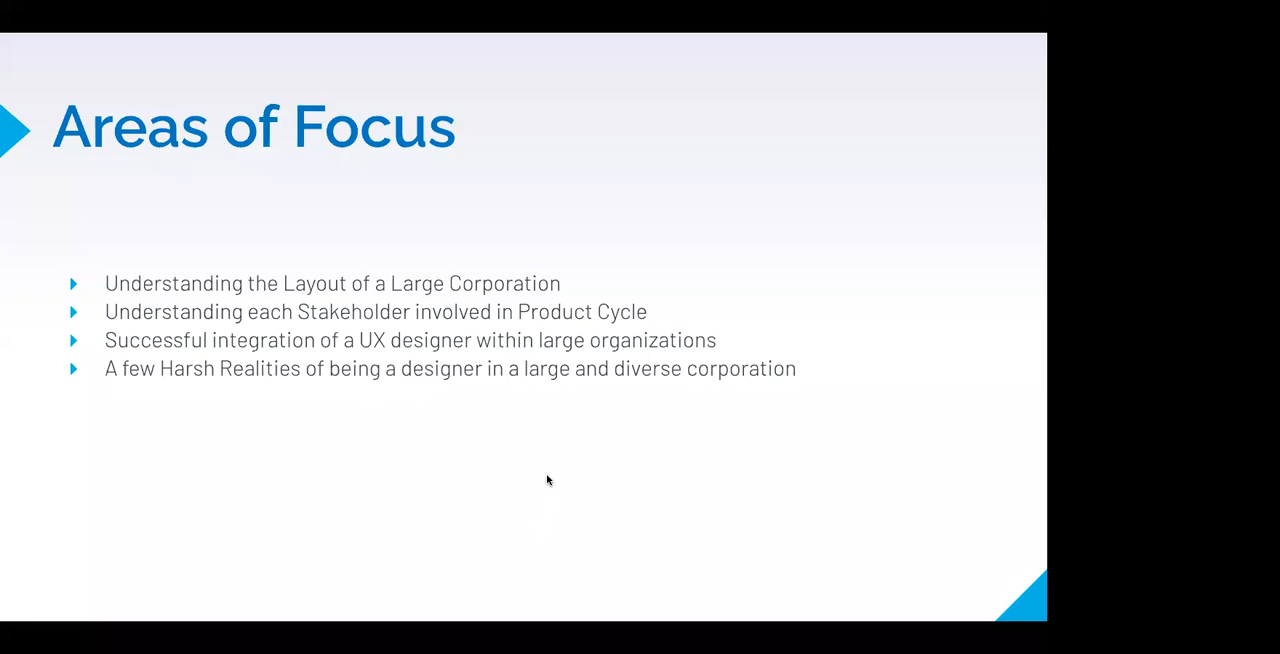 Areas of Focus
Understanding the Layout of a Large Corporation
Understanding each Stakeholder involved in Product Cycle
Successful integration of a UX designer within large organizations
A few Harsh Realities of being a designer in a large and diverse corporation